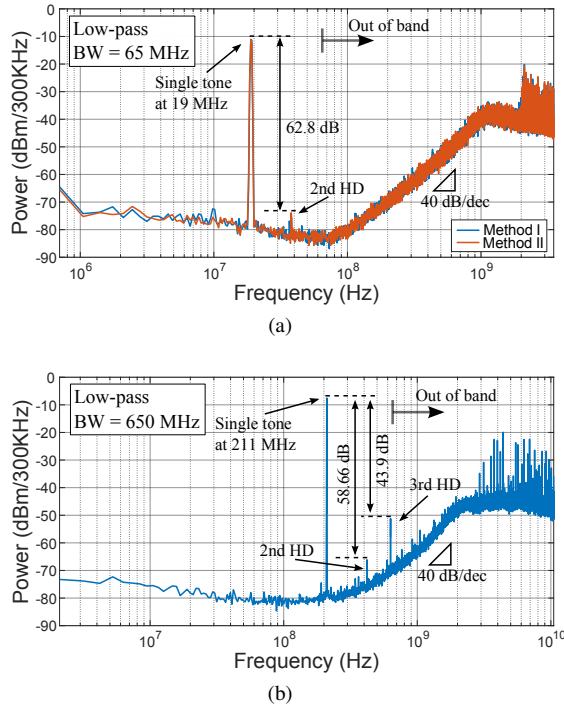 Low-pass
BW = 65 MHz
Out of band
Single tone
at 19 MHz
62.8 dB
2nd HD
40 dB/dec
Method I
Method II
Power (dBm/300KHz)
0
-10
-20
-30
-40
-50
-60
-70
-80
-90
10^6
10^7
10^8
10^9
Frequency (Hz)
(a)
Low-pass
BW = 650 MHz
Out of band
Single tone
at 211 MHz
58.66 dB
43.9 dB
3rd HD
2nd HD
40 dB/dec
Power (dBm/300KHz)
10
0
-10
-20
-30
-40
-50
-60
-70
-80
-90
10^7
10^8
10^9
10^10
Frequency (Hz)
(b)